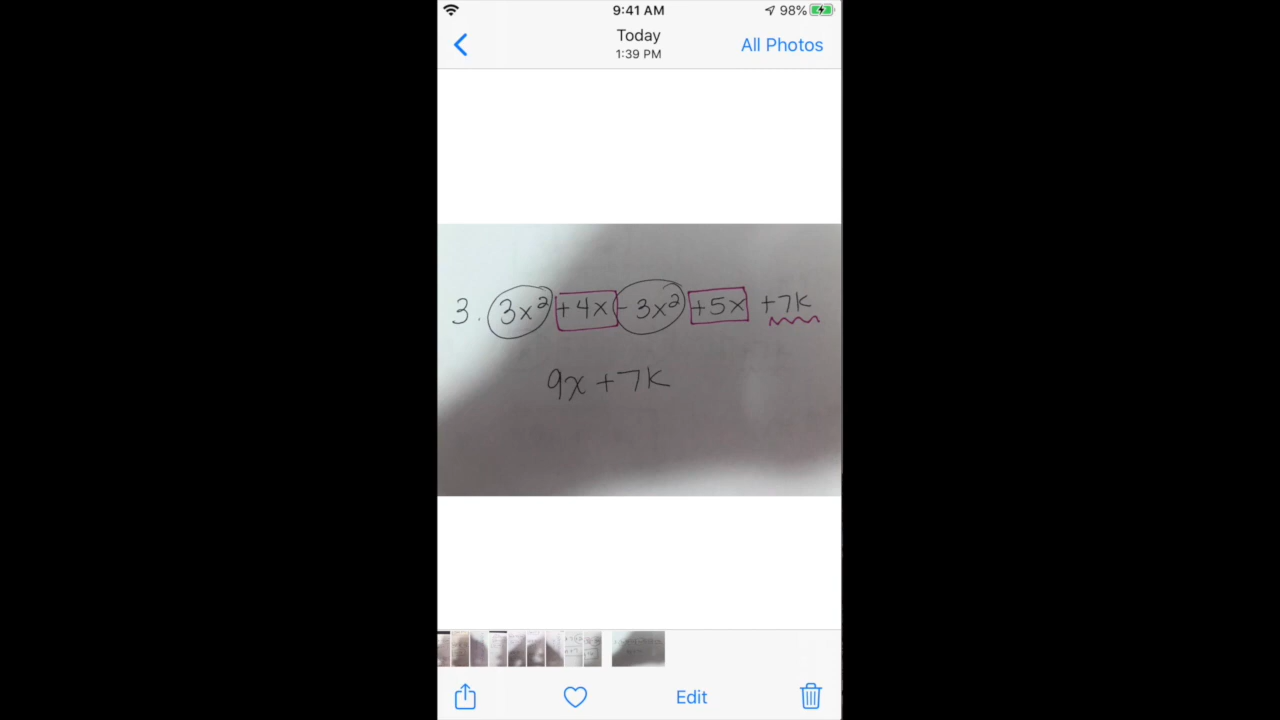 9:41 AM
98%
Today
1:39 PM
All Photos
3. 3x² + 4x - 3x² + 5x + 7k
9x + 7k
Edit